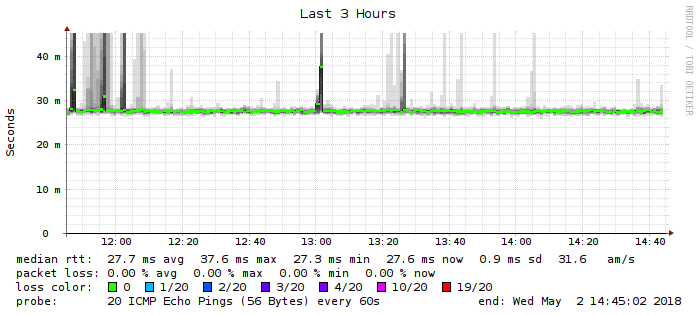 Last 3 Hours
RRDTOOL / TOBI OETIKER
Seconds
40 m
30 m
20 m
10 m
0
12:00 12:20 12:40 13:00 13:20 13:40 14:00 14:20 14:40
median rtt: 27.7 ms avg 37.6 ms max 27.3 ms min 27.6 ms now 0.9 ms sd 31.6 am/s
packet loss: 0.00 % avg 0.00 % max 0.00 % min 0.00 % now
loss color: 0 1/20 2/20 3/20 4/20 10/20 19/20
probe: 20 ICMP Echo Pings (56 Bytes) every 60s end: Wed May 2 14:45:02 2018